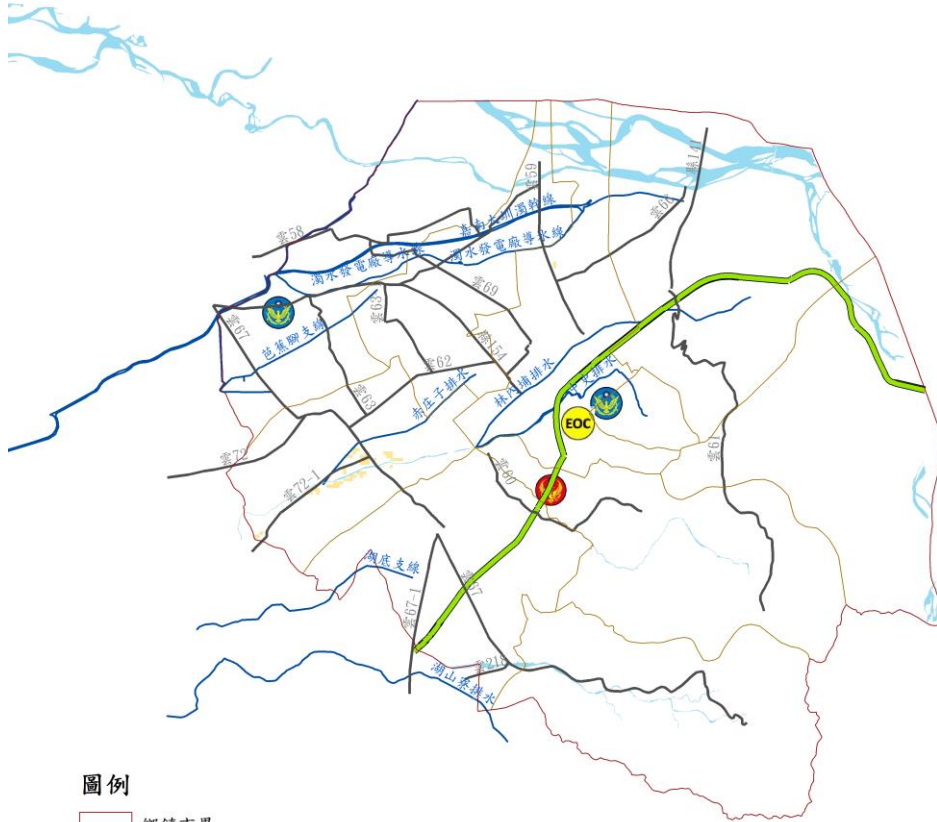 縣141
雲59
雲66
雲58
嘉南大圳濁幹線
濁水發電廠導水線
濁水發電廠導水線
雲69
雲63
雲67
芭蕉腳支線
縣154
雲62
雲63
赤庄子排水
林內埔排水
EOC
雲61
雲72
雲72-1
雲60
湖底支線
雲67
雲67-1
雲218
湖山寮排水
圖例